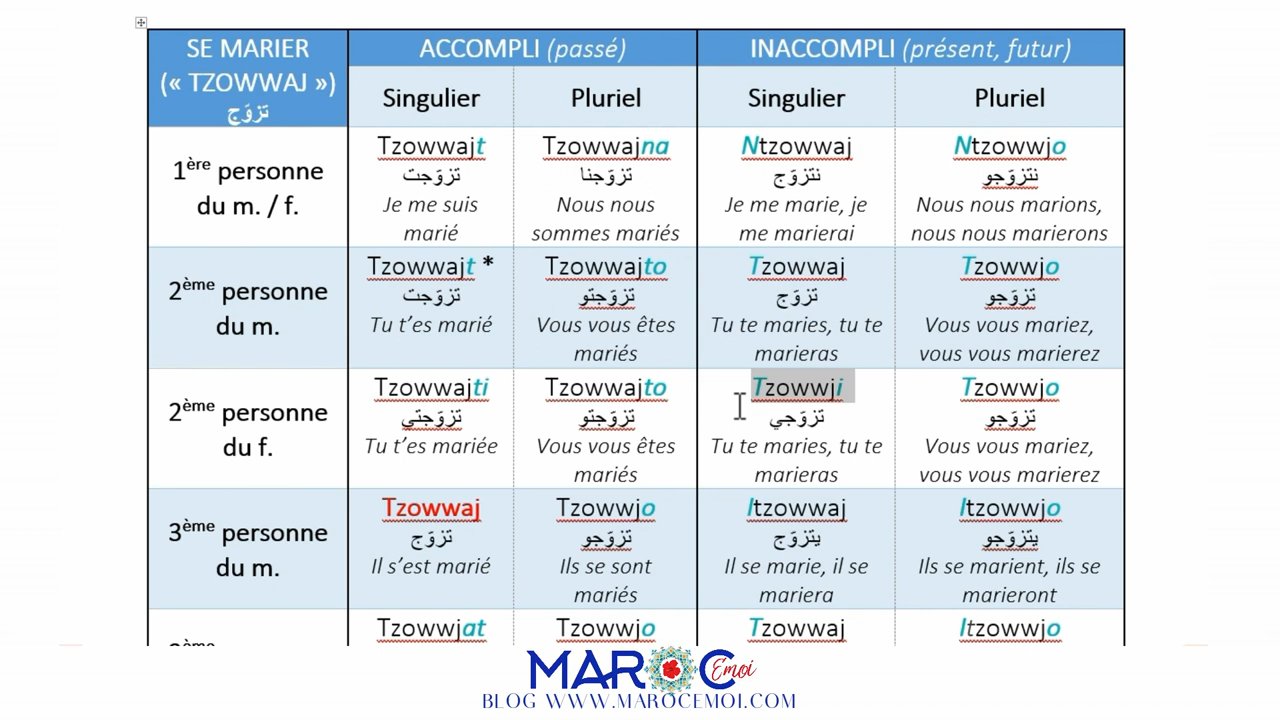 SE MARIER
(« TZOWWAJ »)
تزوّج
ACCOMPLI (passé)
INACCOMPLI (présent, futur)
Singulier
Pluriel
Singulier
Pluriel
1ère personne
du m. / f.
Tzowwajt
تزوّجت
Je me suis
marié
Tzowwajna
تزوّجنا
Nous nous
sommes mariés
Ntzowwaj
نتزوّج
Je me marie, je
me marierai
Ntzowwjo
نتزوّجو
Nous nous marions,
nous nous marierons
2ème personne
du m.
Tzowwajt *
تزوّجت
Tu t’es marié
Tzowwajto
تزوّجتو
Vous vous êtes
mariés
Tzowwaj
تزوّج
Tu te maries, tu te
marieras
Tzowwjo
تزوّجو
Vous vous mariez,
vous vous marierez
2ème personne
du f.
Tzowwajti
تزوّجتي
Tu t’es mariée
Tzowwajto
تزوّجتو
Vous vous êtes
mariés
Tzowwji
تزوّجي
Tu te maries, tu te
marieras
Tzowwjo
تزوّجو
Vous vous mariez,
vous vous marierez
3ème personne
du m.
Tzowwaj
تزوّج
Il s’est marié
Tzowwjo
تزوّجو
Ils se sont
mariés
Itzowwaj
يتزوّج
Il se marie, il se
mariera
Itzowwjo
يتزوّجو
Ils se marient, ils se
marieront
Tzowwjat
Tzowwjo
Tzowwaj
Itzowwjo
MAROC Emoi
BLOG WWW.MAROCEMOI.COM